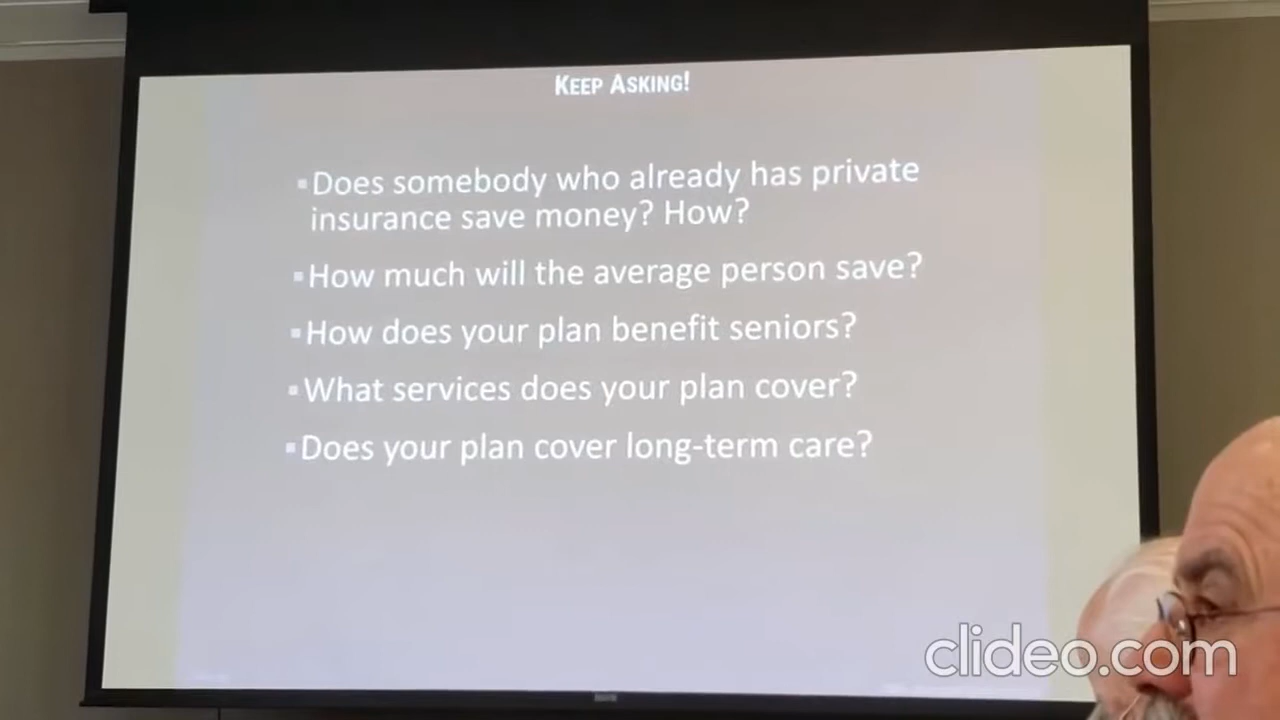 KEEP ASKING!
▪Does somebody who already has private
insurance save money? How?
▪How much will the average person save?
▪How does your plan benefit seniors?
▪What services does your plan cover?
▪Does your plan cover long-term care?
clideo.com